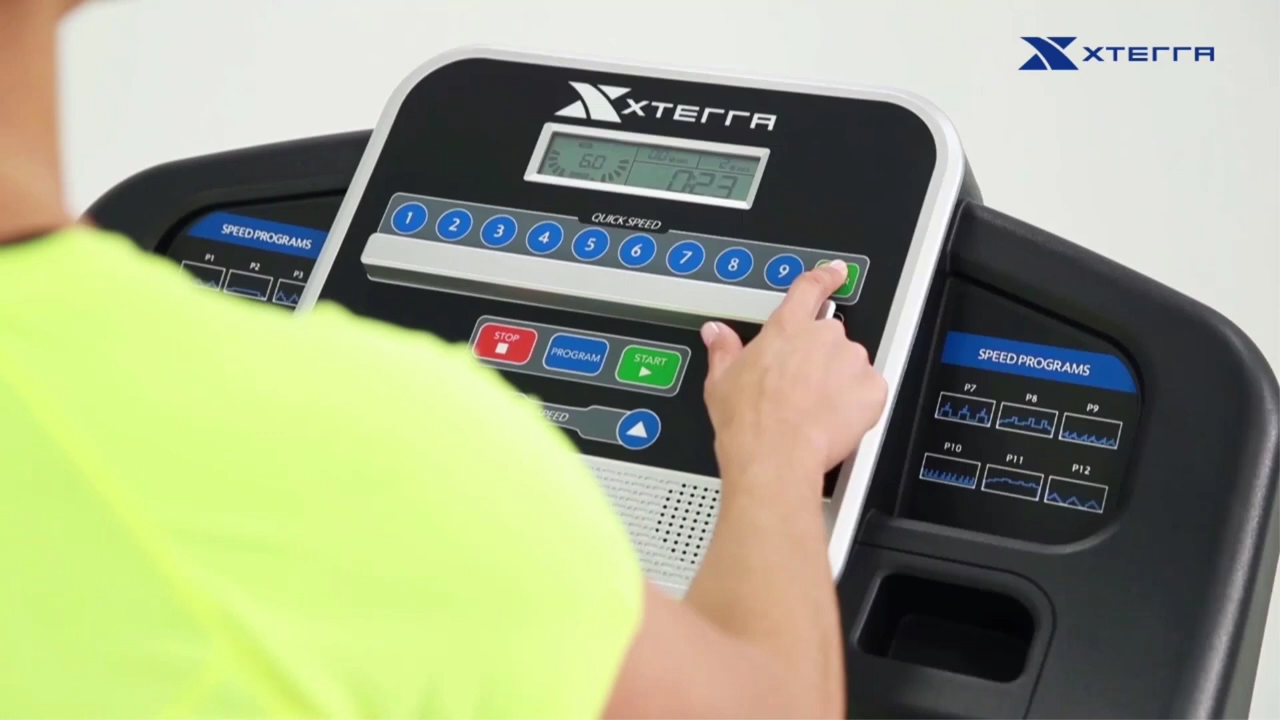 XTERRA
XTERRA
6.0
0:23
QUICK SPEED
1 2 3 4 5 6 7 8 9
STOP PROGRAM START
SPEED PROGRAMS
P1 P2 P3
SPEED PROGRAMS
P7 P8 P9
P10 P11 P12